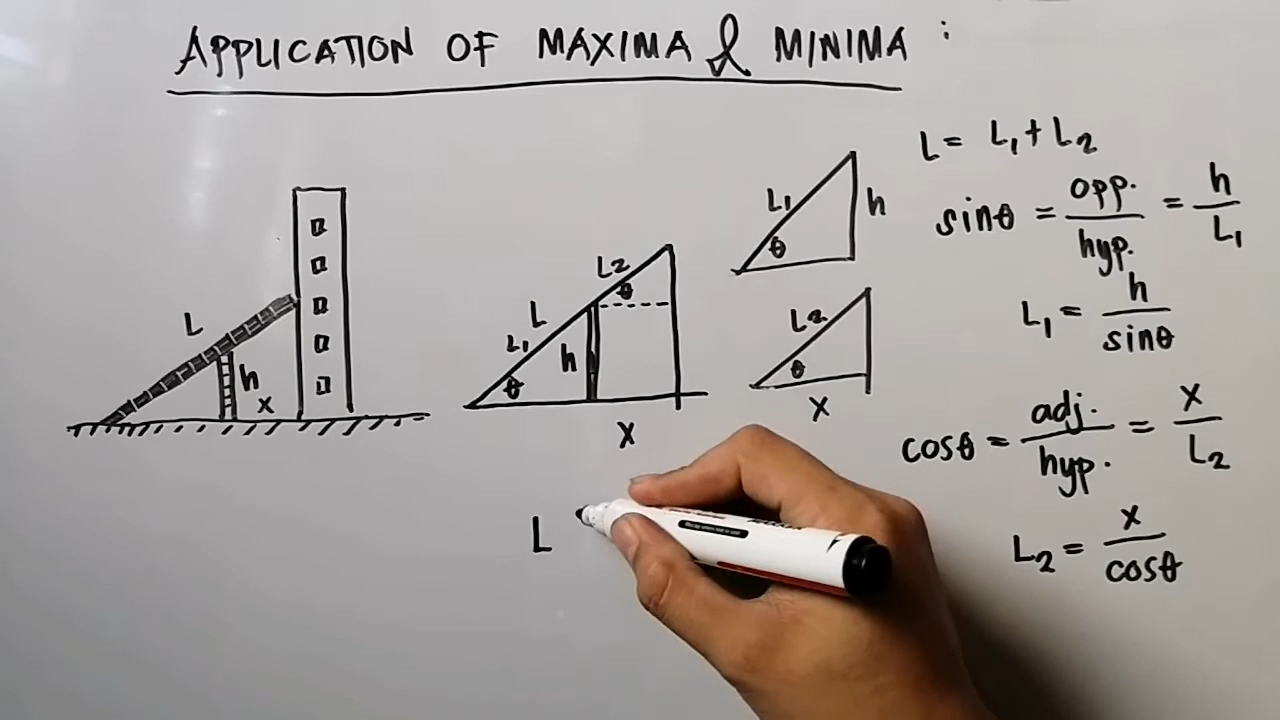 APPLICATION OF MAXIMA & MINIMA :
L
h
x
L2
θ
L
L1
h
θ
x
L1
h
θ
L2
θ
x
L = L1 + L2
sinθ = opp. / hyp. = h / L1
L1 = h / sinθ
cosθ = adj. / hyp. = x / L2
L2 = x / cosθ
L